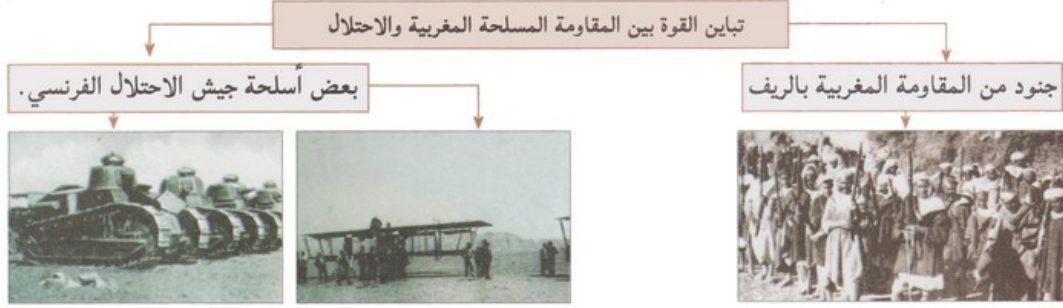 تباين القوة بين المقاومة المسلحة المغربية والاحتلال
جنود من المقاومة المغربية بالريف
بعض أسلحة جيش الاحتلال الفرنسي.